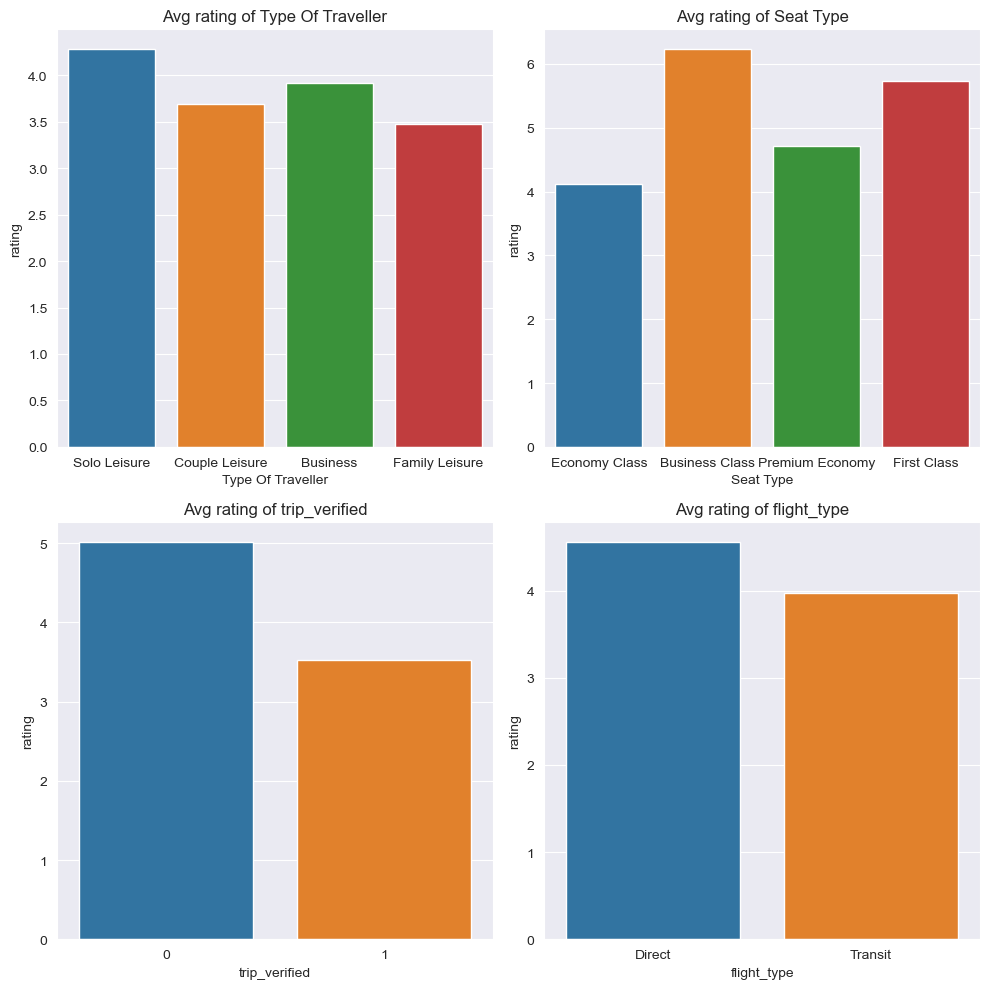 Avg rating of Type Of Traveller
4.0
3.5
3.0
2.5
2.0
1.5
1.0
0.5
0.0
rating
Solo Leisure Couple Leisure Business Family Leisure
Type Of Traveller
Avg rating of Seat Type
6
5
4
3
2
1
0
rating
Economy Class Business Class Premium Economy First Class
Seat Type
Avg rating of trip_verified
5
4
3
2
1
0
rating
0 1
trip_verified
Avg rating of flight_type
4
3
2
1
0
rating
Direct Transit
flight_type